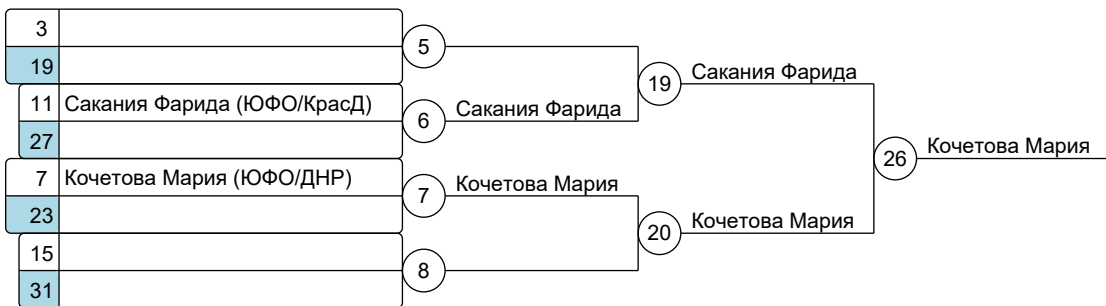 3
5
19
19 Сакания Фарида
11 Сакания Фарида (ЮФО/КрасД)
6 Сакания Фарида
27
26 Кочетова Мария
7 Кочетова Мария (ЮФО/ДНР)
7 Кочетова Мария
23
20 Кочетова Мария
15
8
31